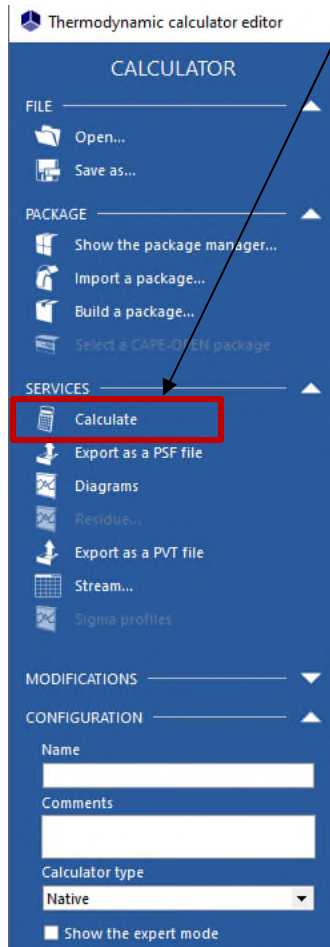 Thermodynamic calculator editor
CALCULATOR
FILE
Open...
Save as...
PACKAGE
Show the package manager...
Import a package...
Build a package...
Select a CAPE-OPEN package
SERVICES
Calculate
Export as a PSF file
Diagrams
Residue...
Export as a PVT file
Stream...
Sigma profiles
MODIFICATIONS
CONFIGURATION
Name
Comments
Calculator type
Native
Show the expert mode